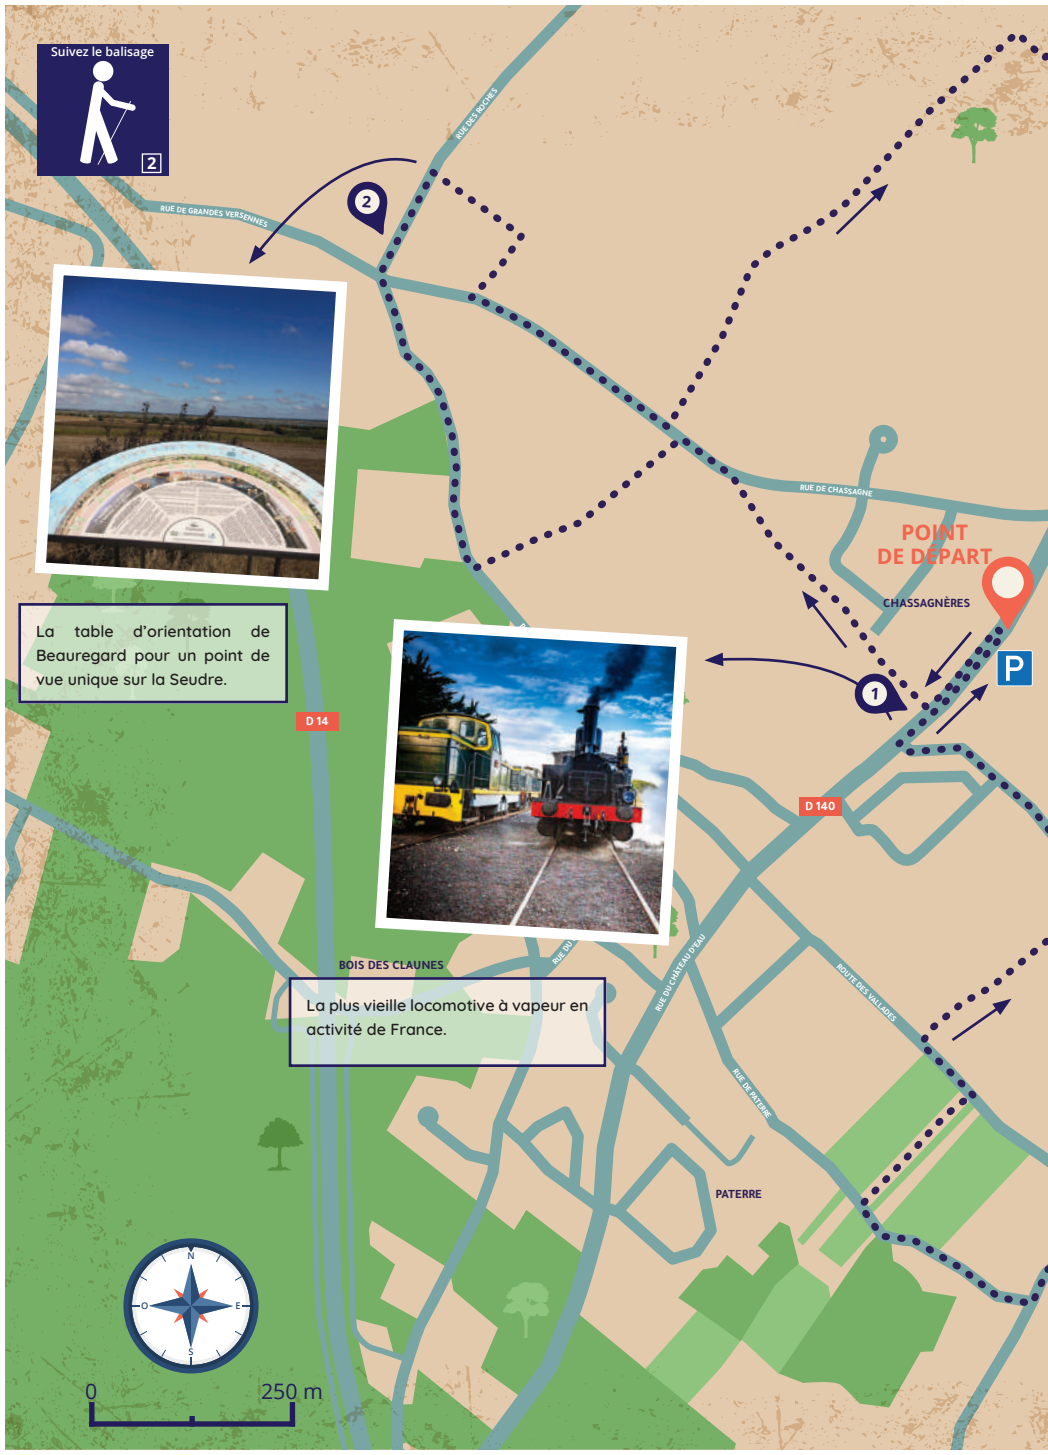 Suivez le balisage
2
RUE DES ROCHES
2
RUE DE GRANDES VERSENNES
RUE DE CHASSAGNE
POINT
DE DÉPART
CHASSAGNÈRES
P
1
La table d'orientation de
Beauregard pour un point de
vue unique sur la Seudre.
D 14
D 140
BOIS DES CLAUNES
RUE DU
La plus vieille locomotive à vapeur en
activité de France.
RUE DU CHÂTEAU D'EAU
ROUTE DES VALLADES
RUE DE PATERRE
PATERRE
N
O
E
S
0
250 m